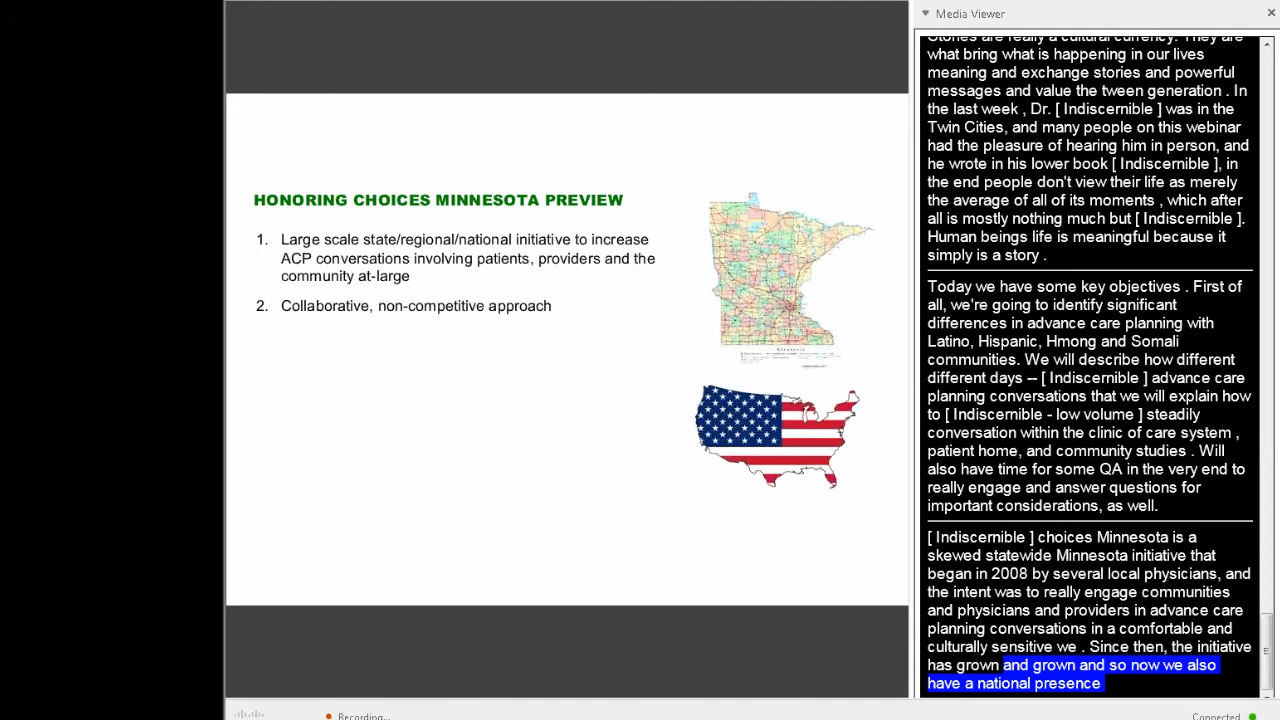 Media Viewer
HONORING CHOICES MINNESOTA PREVIEW
1. Large scale state/regional/national initiative to increase
ACP conversations involving patients, providers and the
community at-large
2. Collaborative, non-competitive approach
Stories are really a cultural currency. They are
what bring what is happening in our lives
meaning and exchange stories and powerful
messages and value the tween generation . In
the last week , Dr. [ Indiscernible ] was in the
Twin Cities, and many people on this webinar
had the pleasure of hearing him in person, and
he wrote in his lower book [ Indiscernible ], in
the end people don't view their life as merely
the average of all of its moments , which after
all is mostly nothing much but [ Indiscernible ].
Human beings life is meaningful because it
simply is a story .
Today we have some key objectives . First of
all, we're going to identify significant
differences in advance care planning with
Latino, Hispanic, Hmong and Somali
communities. We will describe how different
different days -- [ Indiscernible ] advance care
planning conversations that we will explain how
to [ Indiscernible - low volume ] steadily
conversation within the clinic of care system ,
patient home, and community studies . Will
also have time for some QA in the very end to
really engage and answer questions for
important considerations, as well.
[ Indiscernible ] choices Minnesota is a
skewed statewide Minnesota initiative that
began in 2008 by several local physicians, and
the intent was to really engage communities
and physicians and providers in advance care
planning conversations in a comfortable and
culturally sensitive we . Since then, the initiative
has grown and grown and so now we also
have a national presence
Recording...
Connected